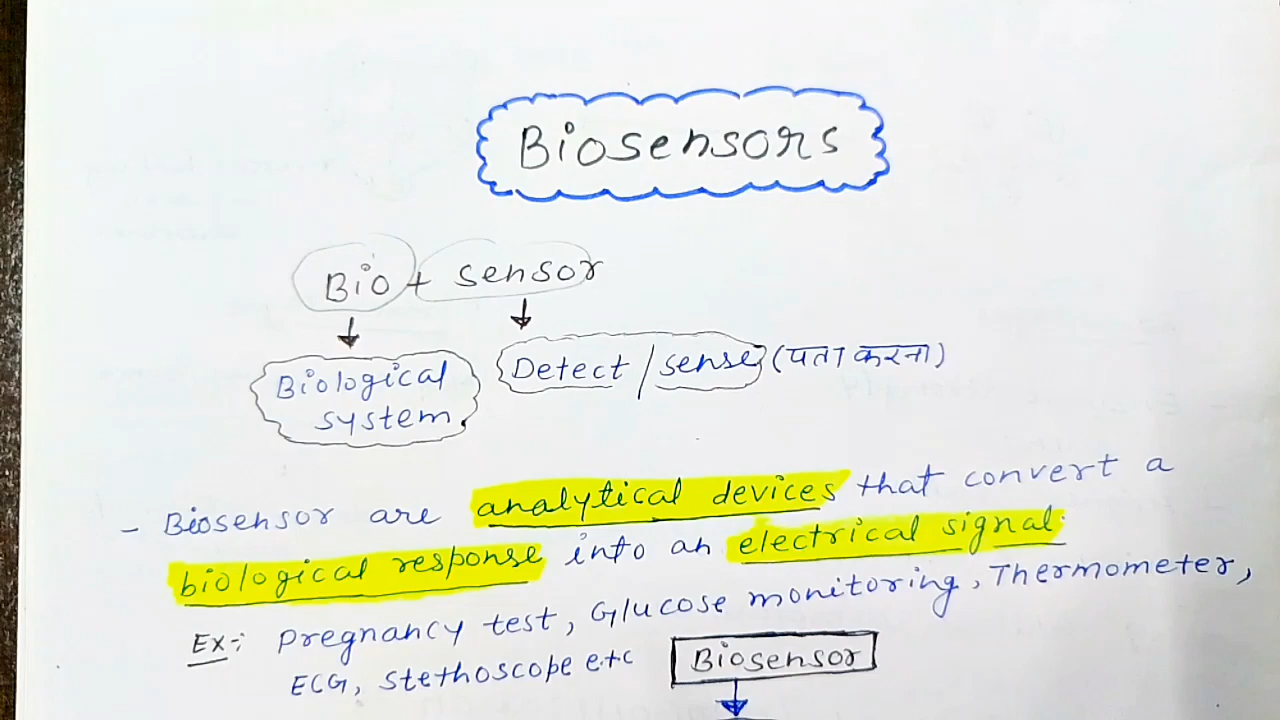 Biosensors
Bio + sensor
Biological system
Detect / sense (पता करना)
- Biosensor are analytical devices that convert a
biological response into an electrical signal.
Ex-: Pregnancy test, Glucose monitoring, Thermometer,
ECG, Stethoscope etc
Biosensor